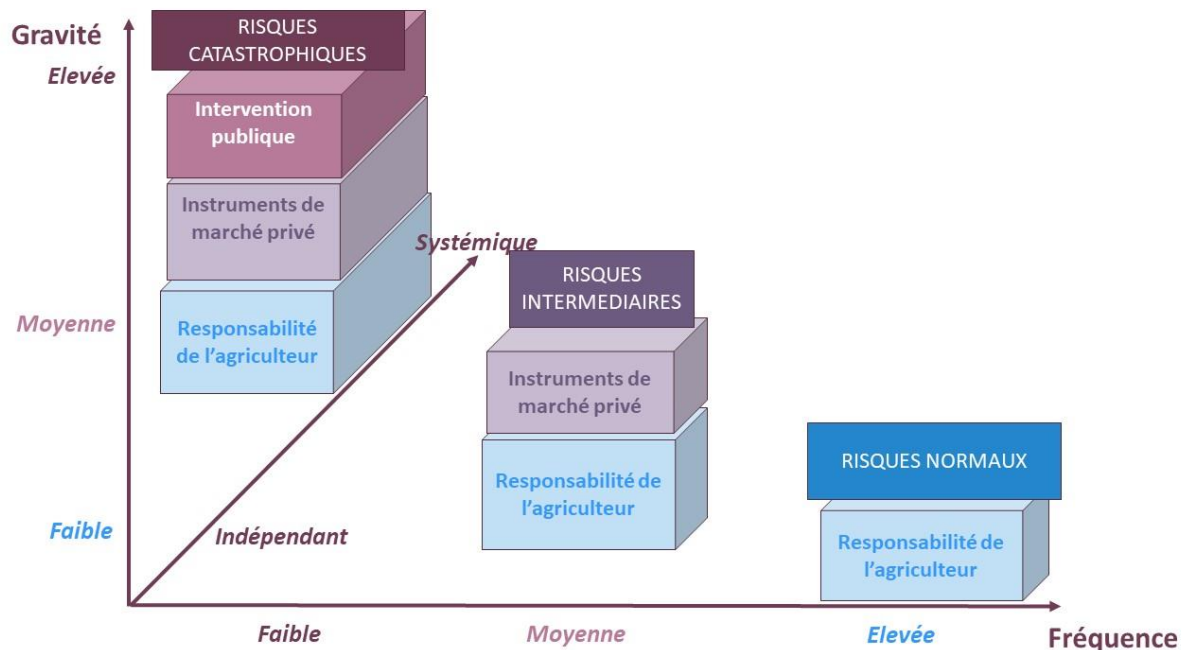 Gravité
RISQUES
CATASTROPHIQUES
Elevée
Intervention
publique
Instruments de
marché privé
Systémique
RISQUES
INTERMEDIAIRES
Moyenne
Responsabilité
de l'agriculteur
Instruments de
marché privé
RISQUES NORMAUX
Responsabilité de
l'agriculteur
Faible
Indépendant
Responsabilité de
l'agriculteur
Faible
Moyenne
Elevée
Fréquence